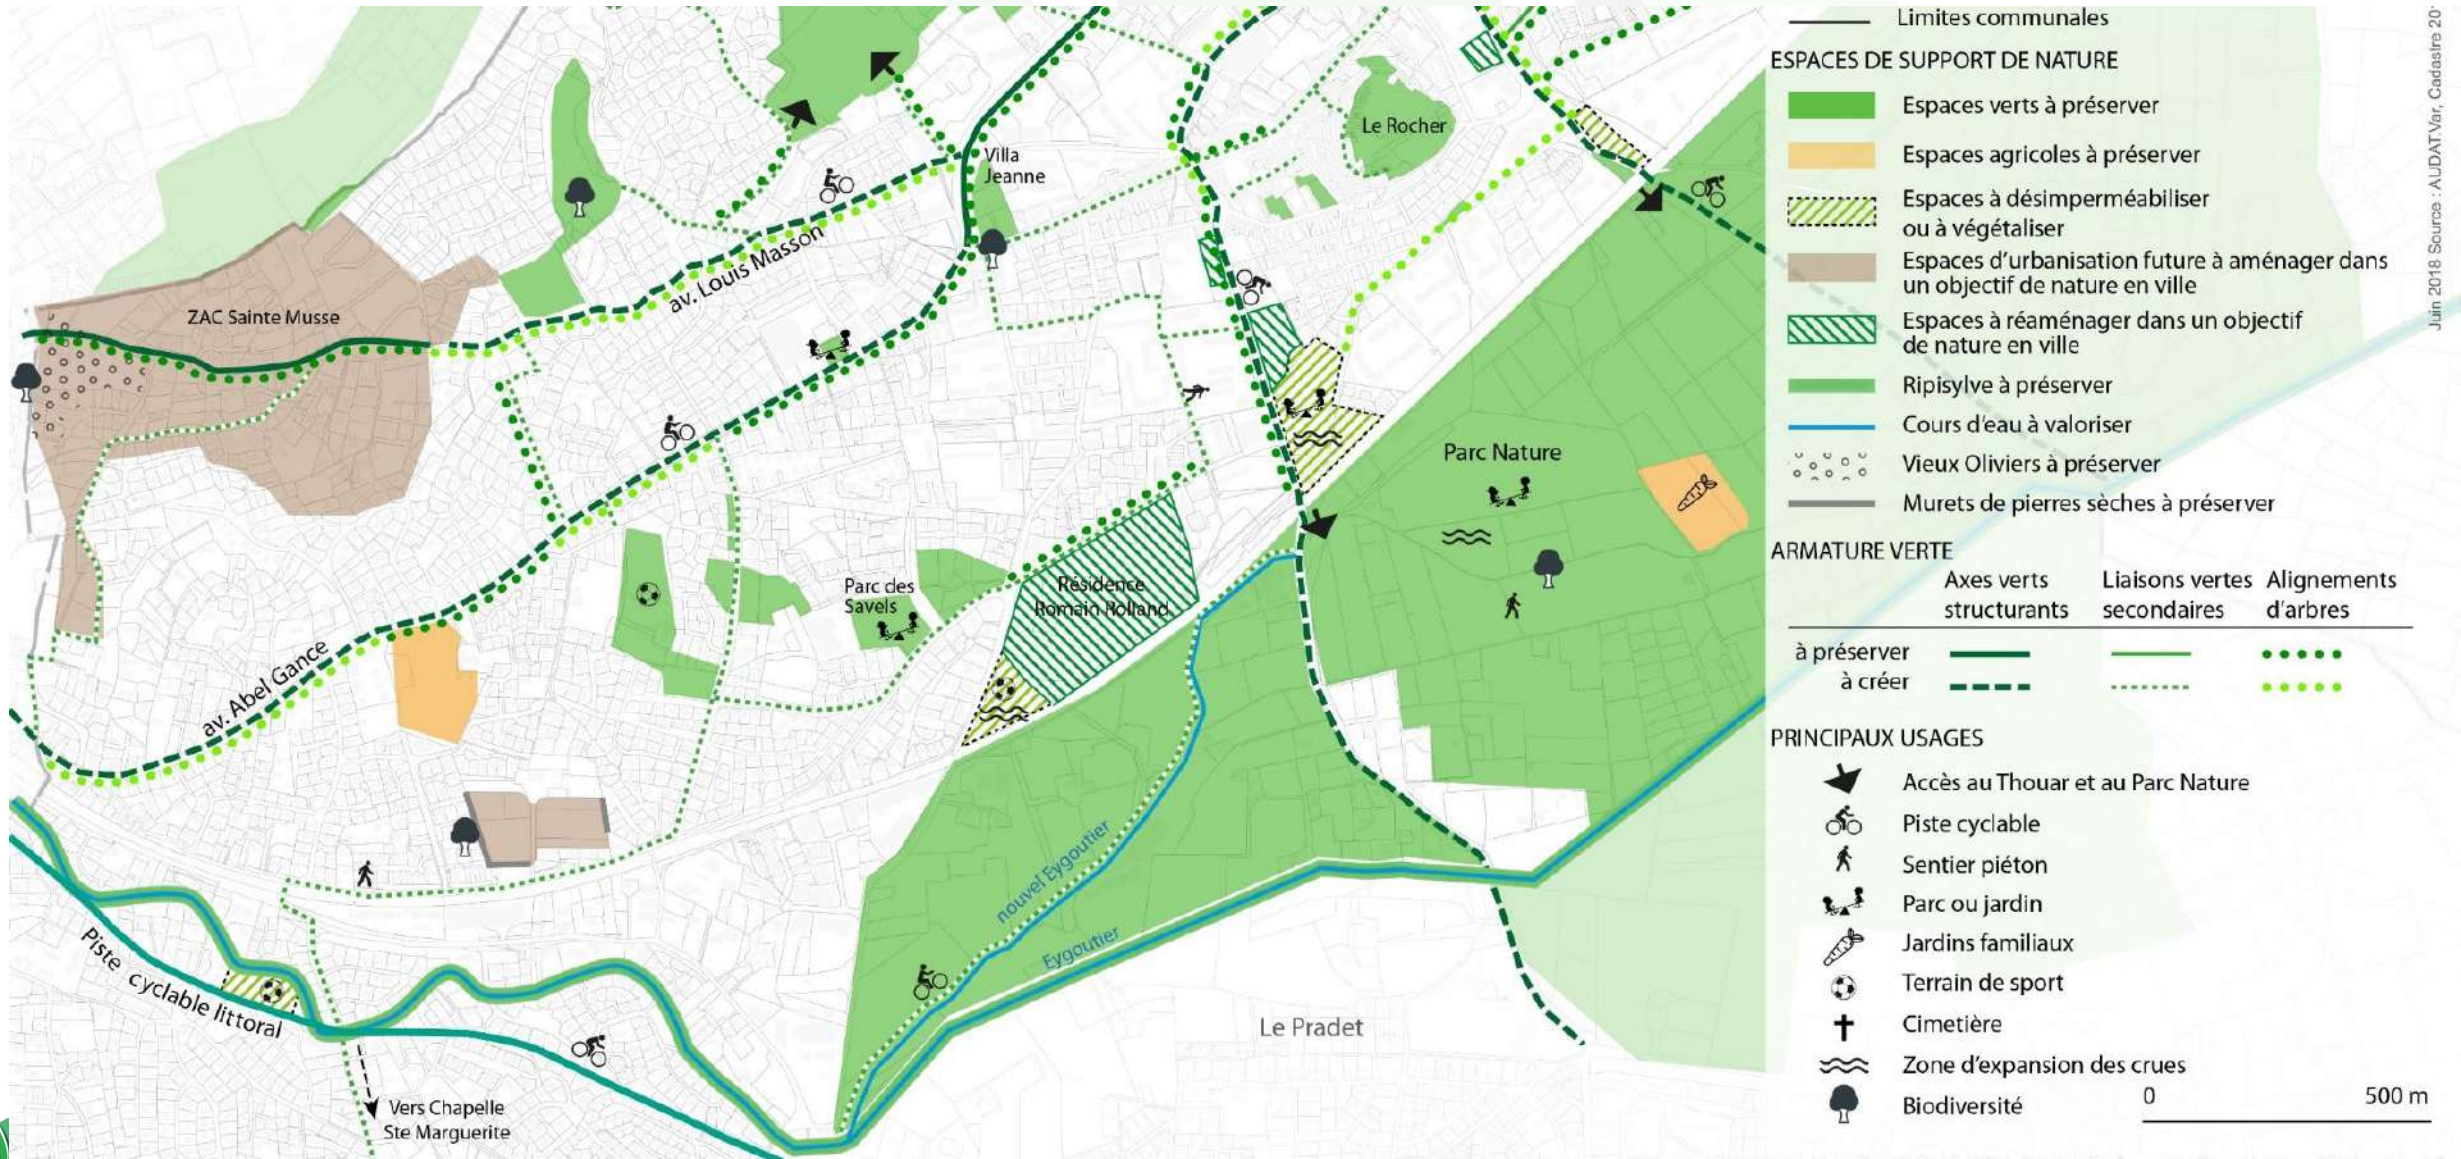 Villa
Jeanne
Le Rocher
ZAC Sainte Musse
av. Louis Masson
Parc Nature
Parc des
Savels
Résidence
Romain Rolland
av. Abel Gance
nouvel Eygoutier
Eygoutier
Piste cyclable littoral
Le Pradet
Vers Chapelle
Ste Marguerite
Limites communales
ESPACES DE SUPPORT DE NATURE
Espaces verts à préserver
Espaces agricoles à préserver
Espaces à désimperméabiliser
ou à végétaliser
Espaces d'urbanisation future à aménager dans
un objectif de nature en ville
Espaces à réaménager dans un objectif
de nature en ville
Ripisylve à préserver
Cours d'eau à valoriser
Vieux Oliviers à préserver
Murets de pierres sèches à préserver
ARMATURE VERTE
Axes verts
structurants
Liaisons vertes
secondaires
Alignements
d'arbres
à préserver
à créer
PRINCIPAUX USAGES
Accès au Thouar et au Parc Nature
Piste cyclable
Sentier piéton
Parc ou jardin
Jardins familiaux
Terrain de sport
Cimetière
Zone d'expansion des crues
Biodiversité
0 500 m
Juin 2018 Source : AUDAT.Var, Cadastre